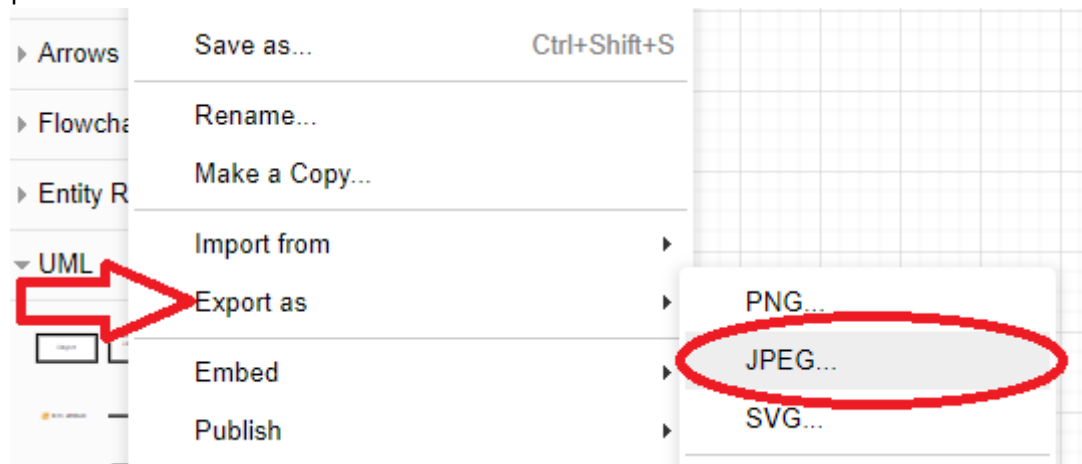 Arrows
Flowcha
Entity R
UML
Save as... Ctrl+Shift+S
Rename...
Make a Copy...
Import from
Export as
Embed
Publish
PNG...
JPEG...
SVG...